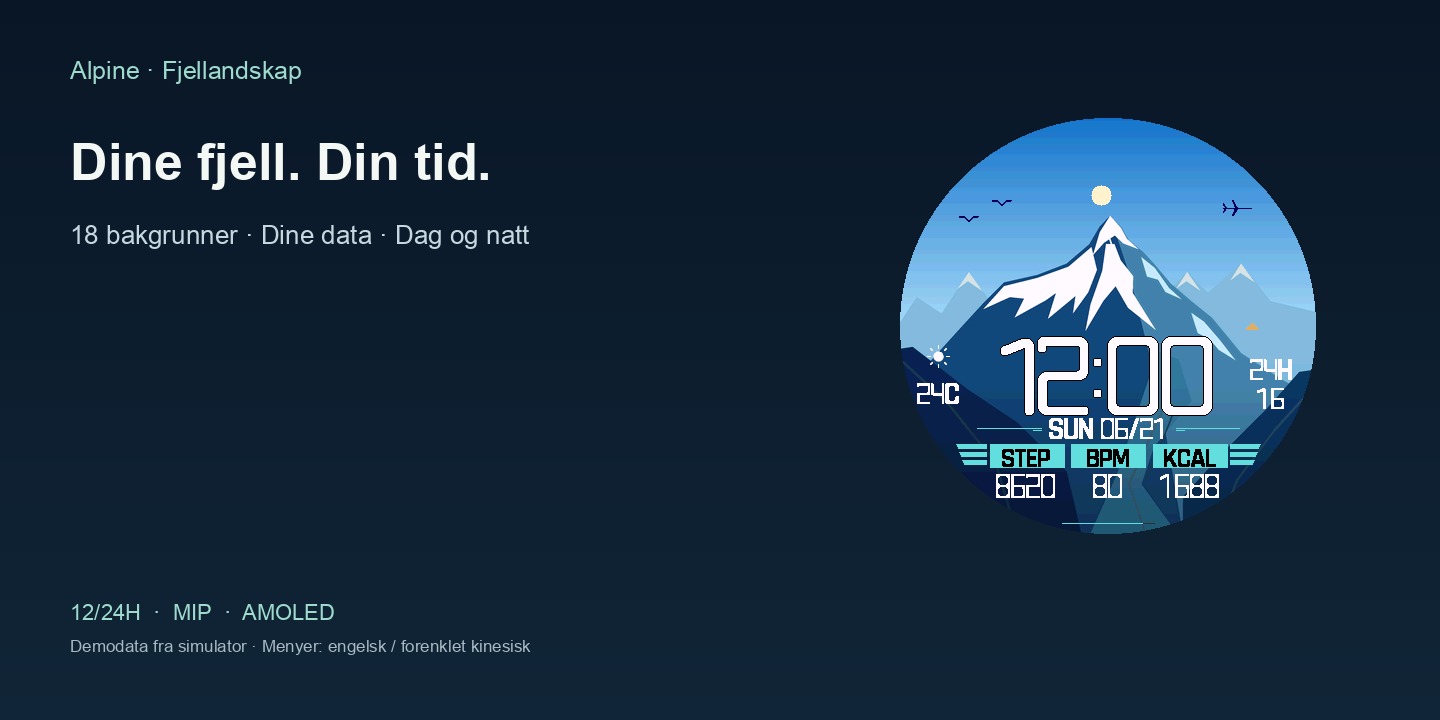 Alpine · Fjellandskap
Dine fjell. Din tid.
18 bakgrunner · Dine data · Dag og natt
12:00
24C
24H
16
SUN 06/21
STEP BPM KCAL
8620 80 1688
12/24H · MIP · AMOLED
Demodata fra simulator · Menyer: engelsk / forenklet kinesisk